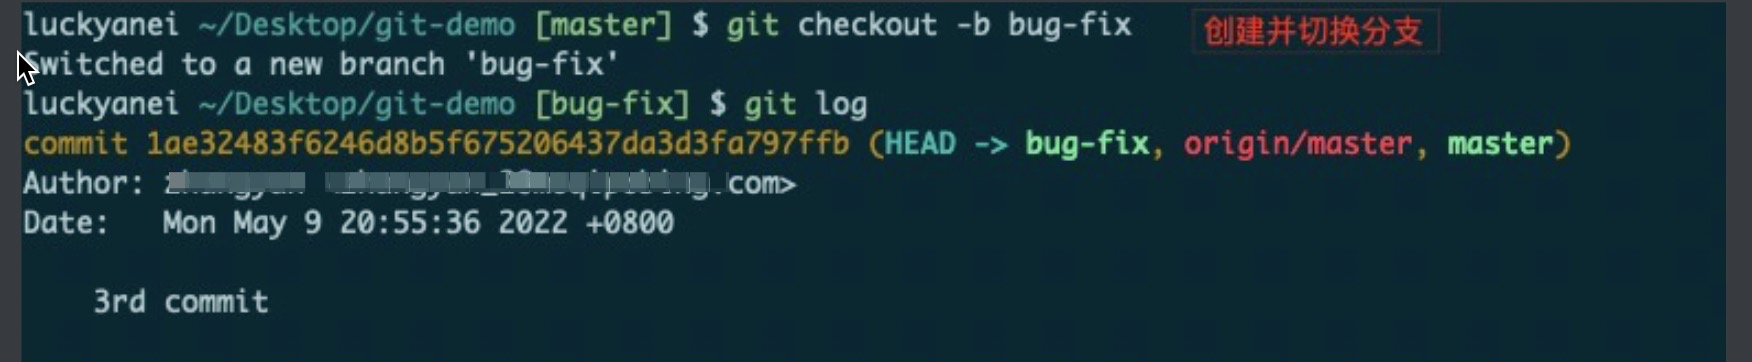 luckyanei ~/Desktop/git-demo [master] $ git checkout -b bug-fix 创建并切换分支
Switched to a new branch 'bug-fix'
luckyanei ~/Desktop/git-demo [bug-fix] $ git log
commit 1ae32483f6246d8b5f675206437da3d3fa797ffb (HEAD -> bug-fix, origin/master, master)
Author: com>
Date: Mon May 9 20:55:36 2022 +0800
3rd commit